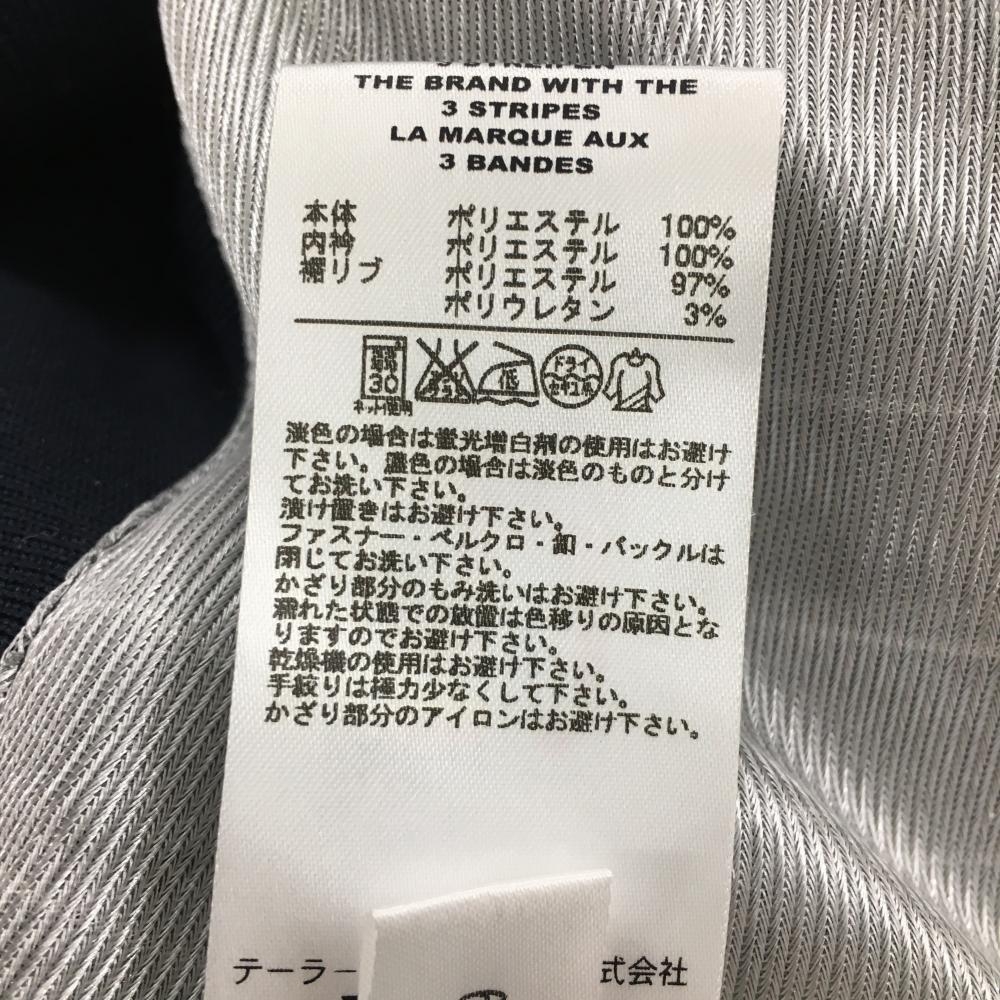 THE BRAND WITH THE
3 STRIPES
LA MARQUE AUX
3 BANDES
本体 ポリエステル 100%
内衿 ポリエステル 100%
裾リブ ポリエステル 97%
ポリウレタン 3%
30 低 ドライ
ネット使用 セキユ系
淡色の場合は蛍光増白剤の使用はお避け
下さい。濃色の場合は淡色のものと分け
てお洗い下さい。
漬け置きはお避け下さい。
ファスナー・ベルクロ・釦・バックルは
閉じてお洗い下さい。
かざり部分のもみ洗いはお避け下さい。
濡れた状態での放置は色移りの原因とな
りますのでお避け下さい。
乾燥機の使用はお避け下さい。
手絞りは極力少なくして下さい。
かざり部分のアイロンはお避け下さい。
テーラー 式会社